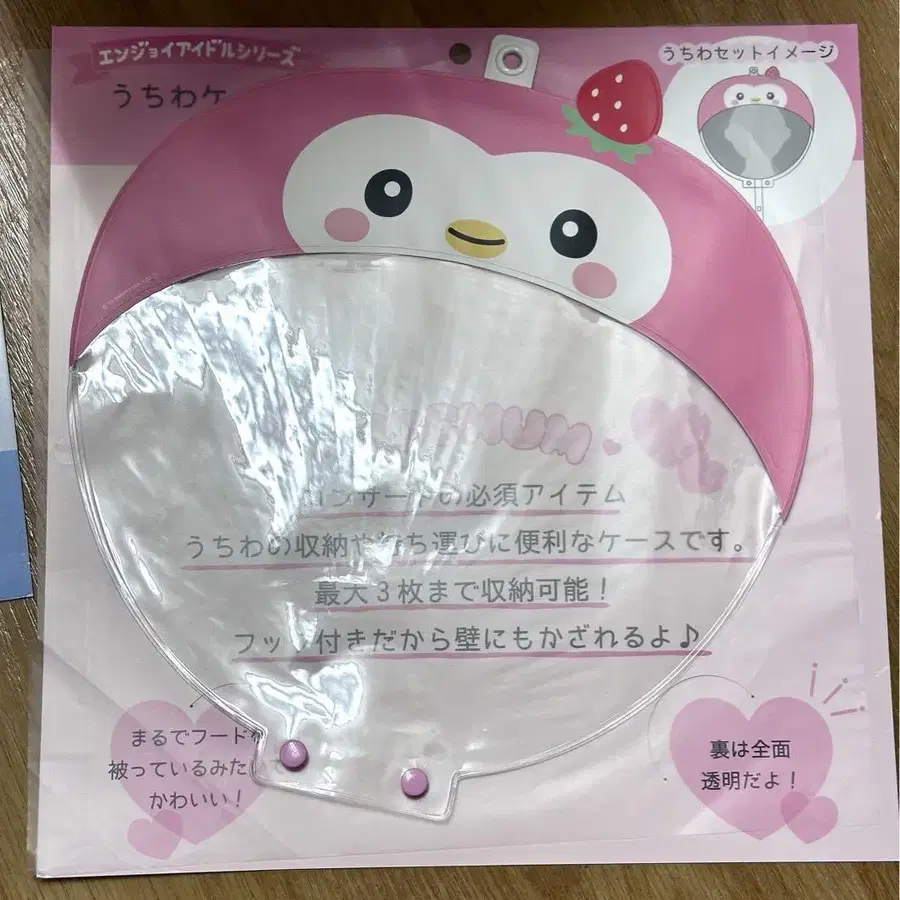 エンジョイアイドルシリーズ
うちわケ
うちわセットイメージ
MUM
の必須アイテム
うちわの収納や持ち運びに便利なケースです。
最大3枚まで収納可能!
フック付きだから壁にもかざれるよ♪
まるでフード
被っているみたい
かわいい!
裏は全面
透明だよ!